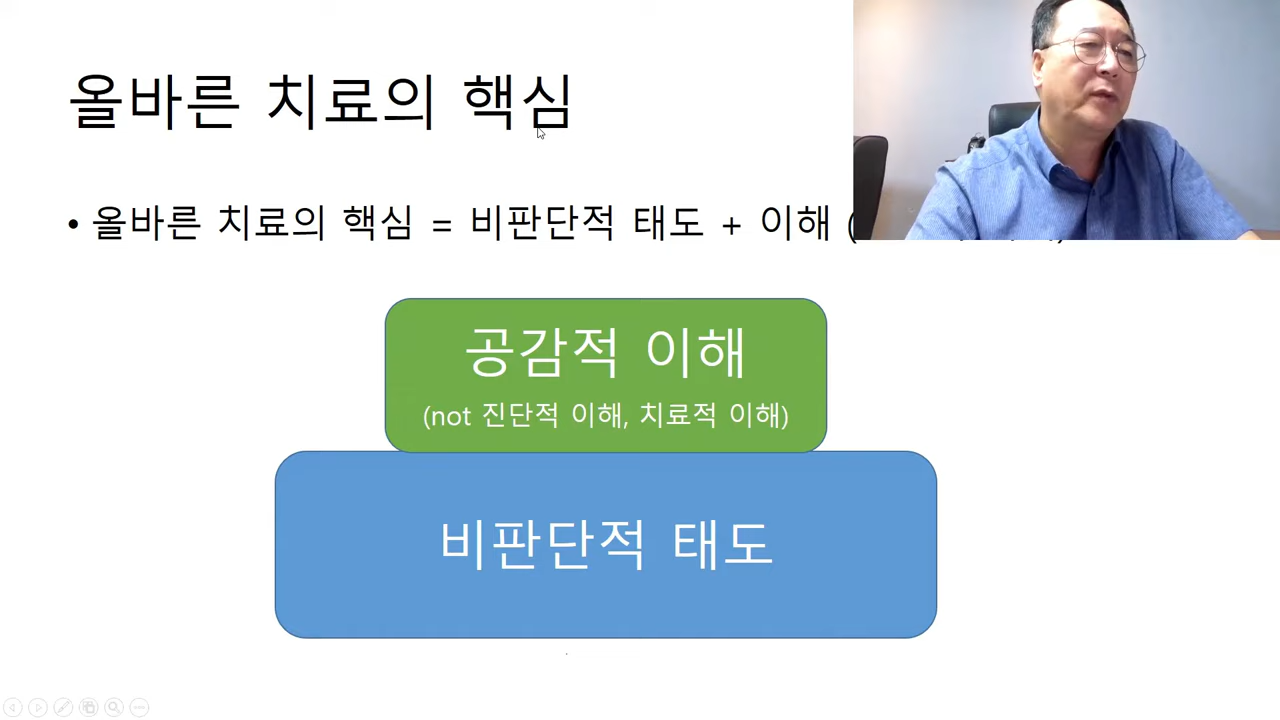 올바른 치료의 핵심
• 올바른 치료의 핵심 = 비판단적 태도 + 이해 (
공감적 이해
(not 진단적 이해, 치료적 이해)
비판단적 태도